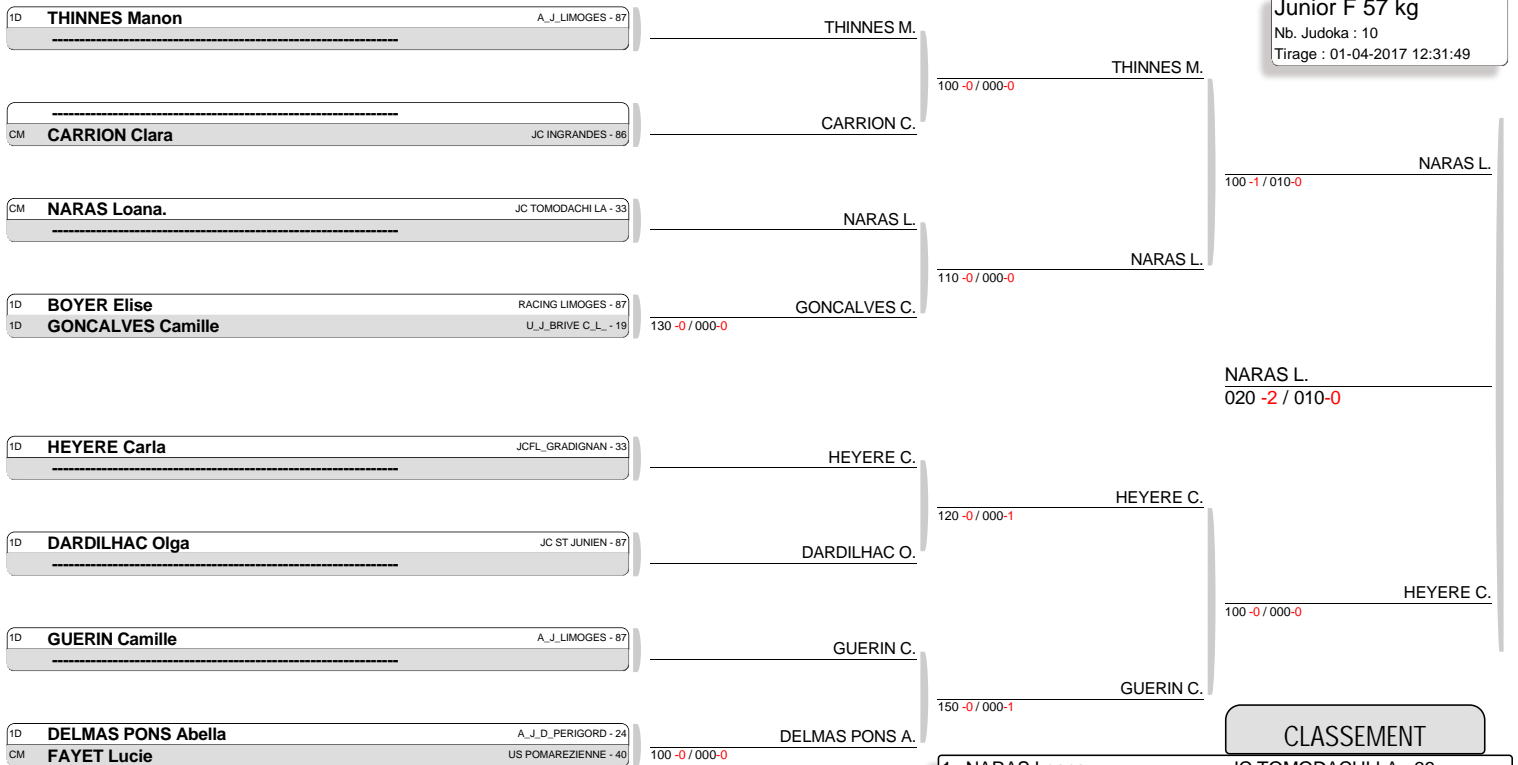 Junior F 57 kg
Nb. Judoka : 10
Tirage : 01-04-2017 12:31:49
1D THINNES Manon A_J_LIMOGES - 87
----------------------------------------------------------------------
THINNES M.
----------------------------------------------------------------------
CM CARRION Clara JC INGRANDES - 86
CARRION C.
THINNES M.
100 -0 / 000-0
CM NARAS Loana. JC TOMODACHI LA - 33
----------------------------------------------------------------------
NARAS L.
1D BOYER Elise RACING LIMOGES - 87
1D GONCALVES Camille U_J_BRIVE C_L_ - 19
GONCALVES C.
130 -0 / 000-0
NARAS L.
110 -0 / 000-0
NARAS L.
100 -1 / 010-0
NARAS L.
020 -2 / 010-0
1D HEYERE Carla JCFL_GRADIGNAN - 33
----------------------------------------------------------------------
HEYERE C.
1D DARDILHAC Olga JC ST JUNIEN - 87
----------------------------------------------------------------------
DARDILHAC O.
HEYERE C.
120 -0 / 000-1
1D GUERIN Camille A_J_LIMOGES - 87
----------------------------------------------------------------------
GUERIN C.
1D DELMAS PONS Abella A_J_D_PERIGORD - 24
CM FAYET Lucie US POMAREZIENNE - 40
DELMAS PONS A.
100 -0 / 000-0
GUERIN C.
150 -0 / 000-1
HEYERE C.
100 -0 / 000-0
CLASSEMENT